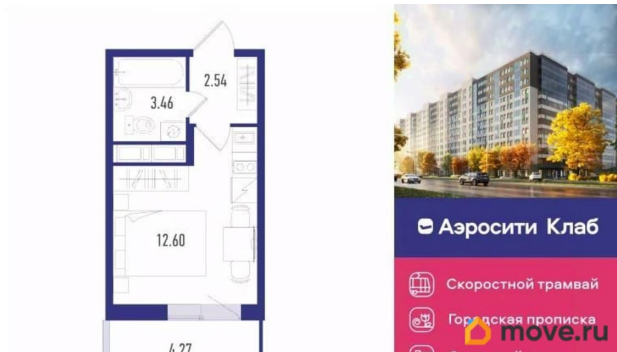 2.54
3.46
12.60
4.27
Аэросити Клаб
Скоростной трамвай
Городская прописка
move.ru